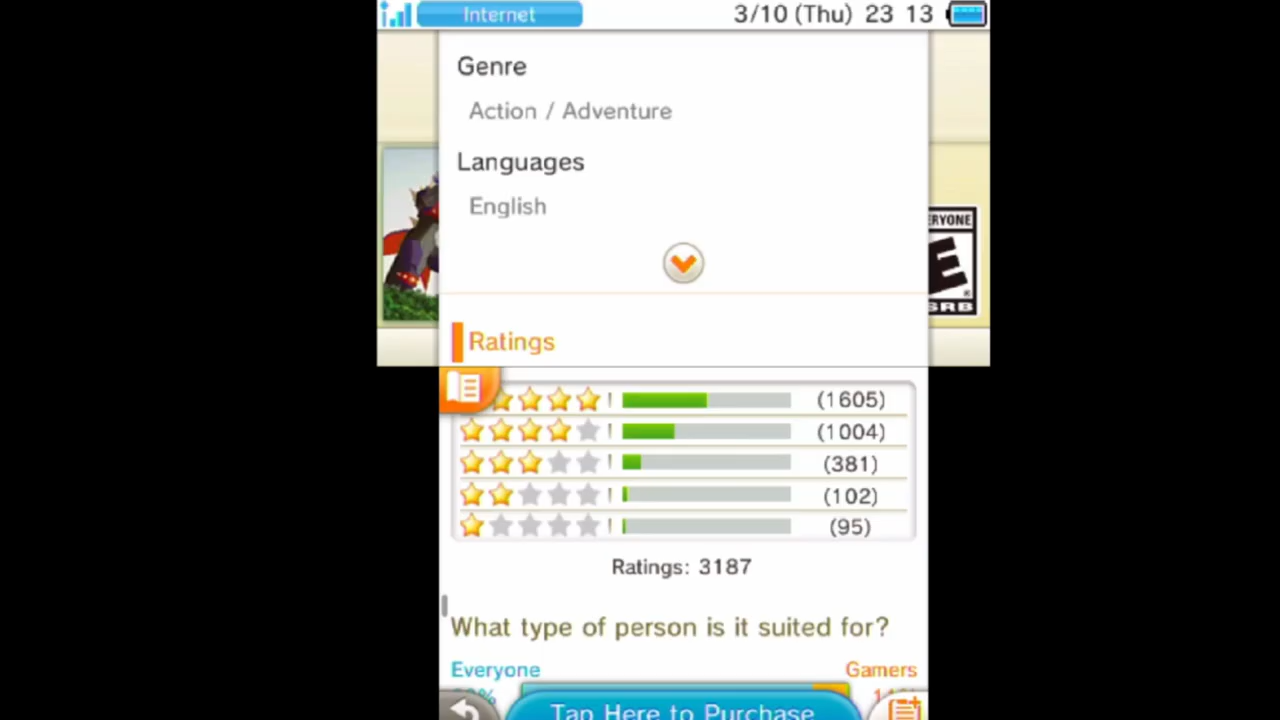 Internet 3/10 (Thu) 23 13
Genre
Action / Adventure
Languages
English
ERYONE
E
SRB
Ratings
(1605)
(1004)
(381)
(102)
(95)
Ratings: 3187
What type of person is it suited for?
Everyone Gamers
Tap Here to Purchase